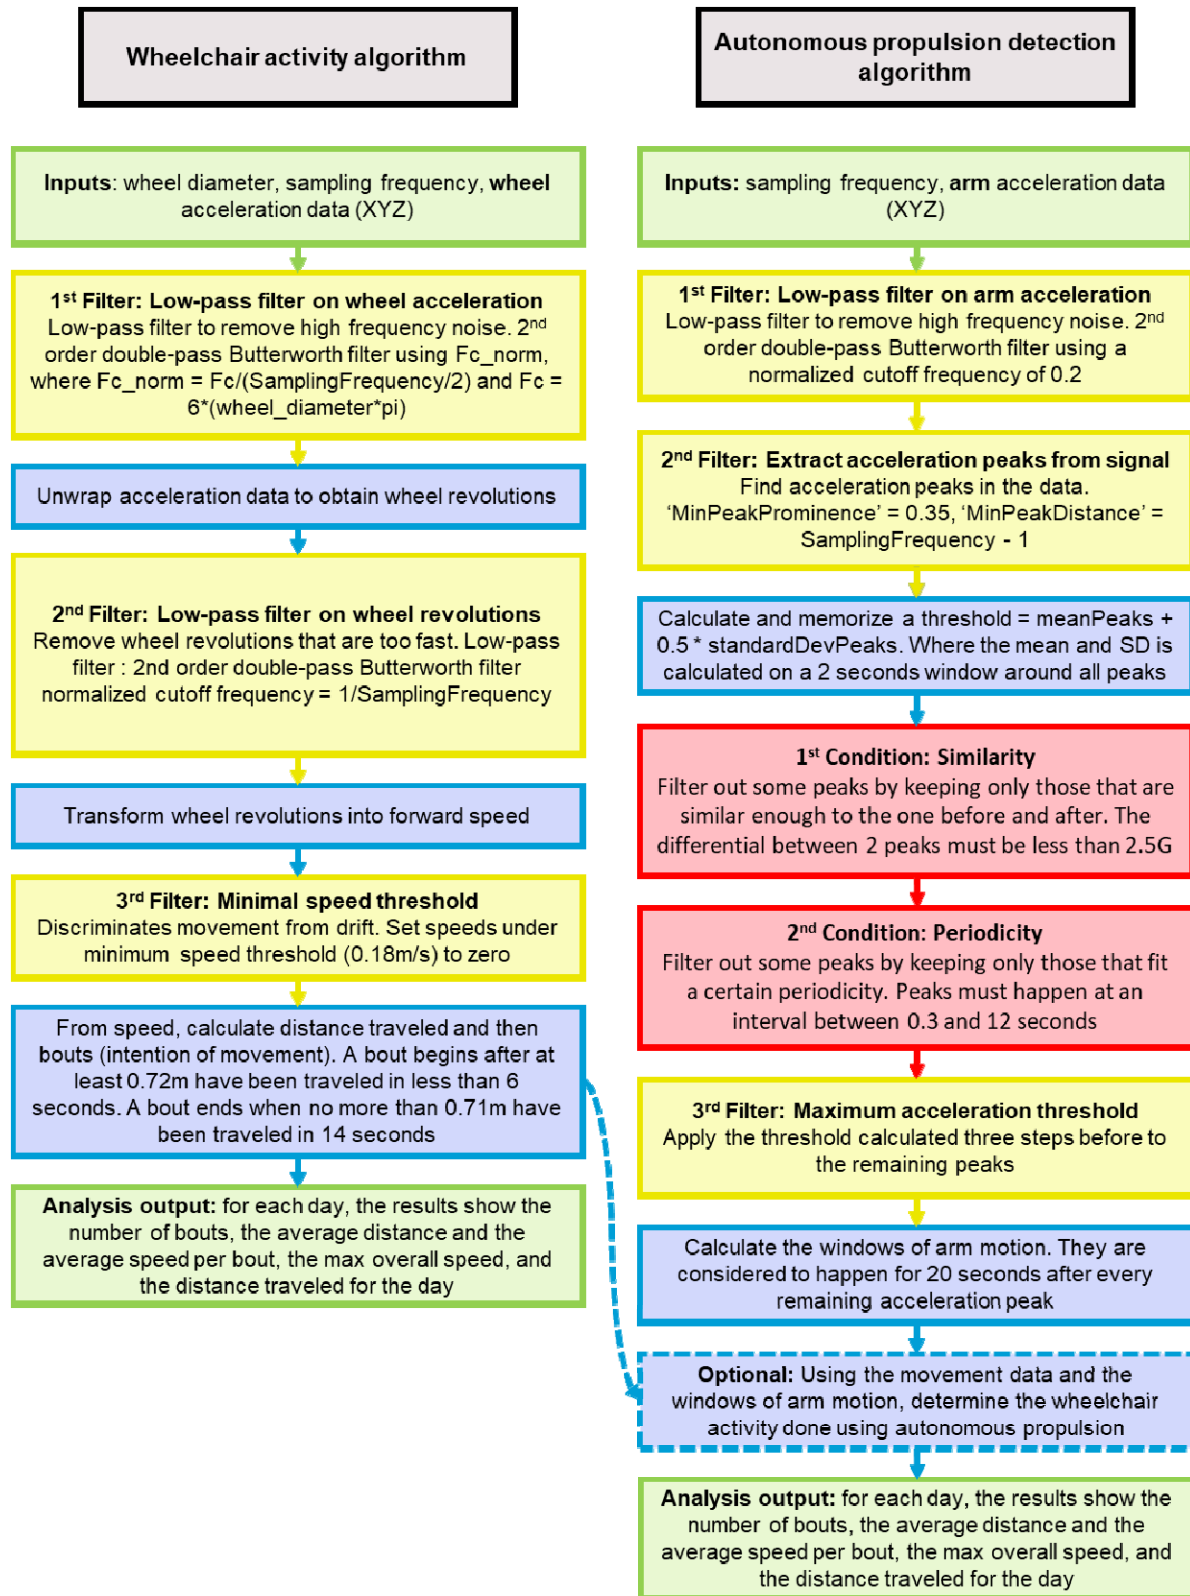 Wheelchair activity algorithm
Inputs: wheel diameter, sampling frequency, wheel
acceleration data (XYZ)
1st Filter: Low-pass filter on wheel acceleration
Low-pass filter to remove high frequency noise. 2nd
order double-pass Butterworth filter using Fc_norm,
where Fc_norm = Fc/(SamplingFrequency/2) and Fc =
6*(wheel_diameter*pi)
Unwrap acceleration data to obtain wheel revolutions
2nd Filter: Low-pass filter on wheel revolutions
Remove wheel revolutions that are too fast. Low-pass
filter : 2nd order double-pass Butterworth filter
normalized cutoff frequency = 1/SamplingFrequency
Transform wheel revolutions into forward speed
3rd Filter: Minimal speed threshold
Discriminates movement from drift. Set speeds under
minimum speed threshold (0.18m/s) to zero
From speed, calculate distance traveled and then
bouts (intention of movement). A bout begins after at
least 0.72m have been traveled in less than 6
seconds. A bout ends when no more than 0.71m have
been traveled in 14 seconds
Analysis output: for each day, the results show the
number of bouts, the average distance and the
average speed per bout, the max overall speed, and
the distance traveled for the day
Autonomous propulsion detection
algorithm
Inputs: sampling frequency, arm acceleration data
(XYZ)
1st Filter: Low-pass filter on arm acceleration
Low-pass filter to remove high frequency noise. 2nd
order double-pass Butterworth filter using a
normalized cutoff frequency of 0.2
2nd Filter: Extract acceleration peaks from signal
Find acceleration peaks in the data.
‘MinPeakProminence’ = 0.35, ‘MinPeakDistance’ =
SamplingFrequency - 1
Calculate and memorize a threshold = meanPeaks +
0.5 * standardDevPeaks. Where the mean and SD is
calculated on a 2 seconds window around all peaks
1st Condition: Similarity
Filter out some peaks by keeping only those that are
similar enough to the one before and after. The
differential between 2 peaks must be less than 2.5G
2nd Condition: Periodicity
Filter out some peaks by keeping only those that fit
a certain periodicity. Peaks must happen at an
interval between 0.3 and 12 seconds
3rd Filter: Maximum acceleration threshold
Apply the threshold calculated three steps before to
the remaining peaks
Calculate the windows of arm motion. They are
considered to happen for 20 seconds after every
remaining acceleration peak
Optional: Using the movement data and the
windows of arm motion, determine the wheelchair
activity done using autonomous propulsion
Analysis output: for each day, the results show the
number of bouts, the average distance and the
average speed per bout, the max overall speed, and
the distance traveled for the day